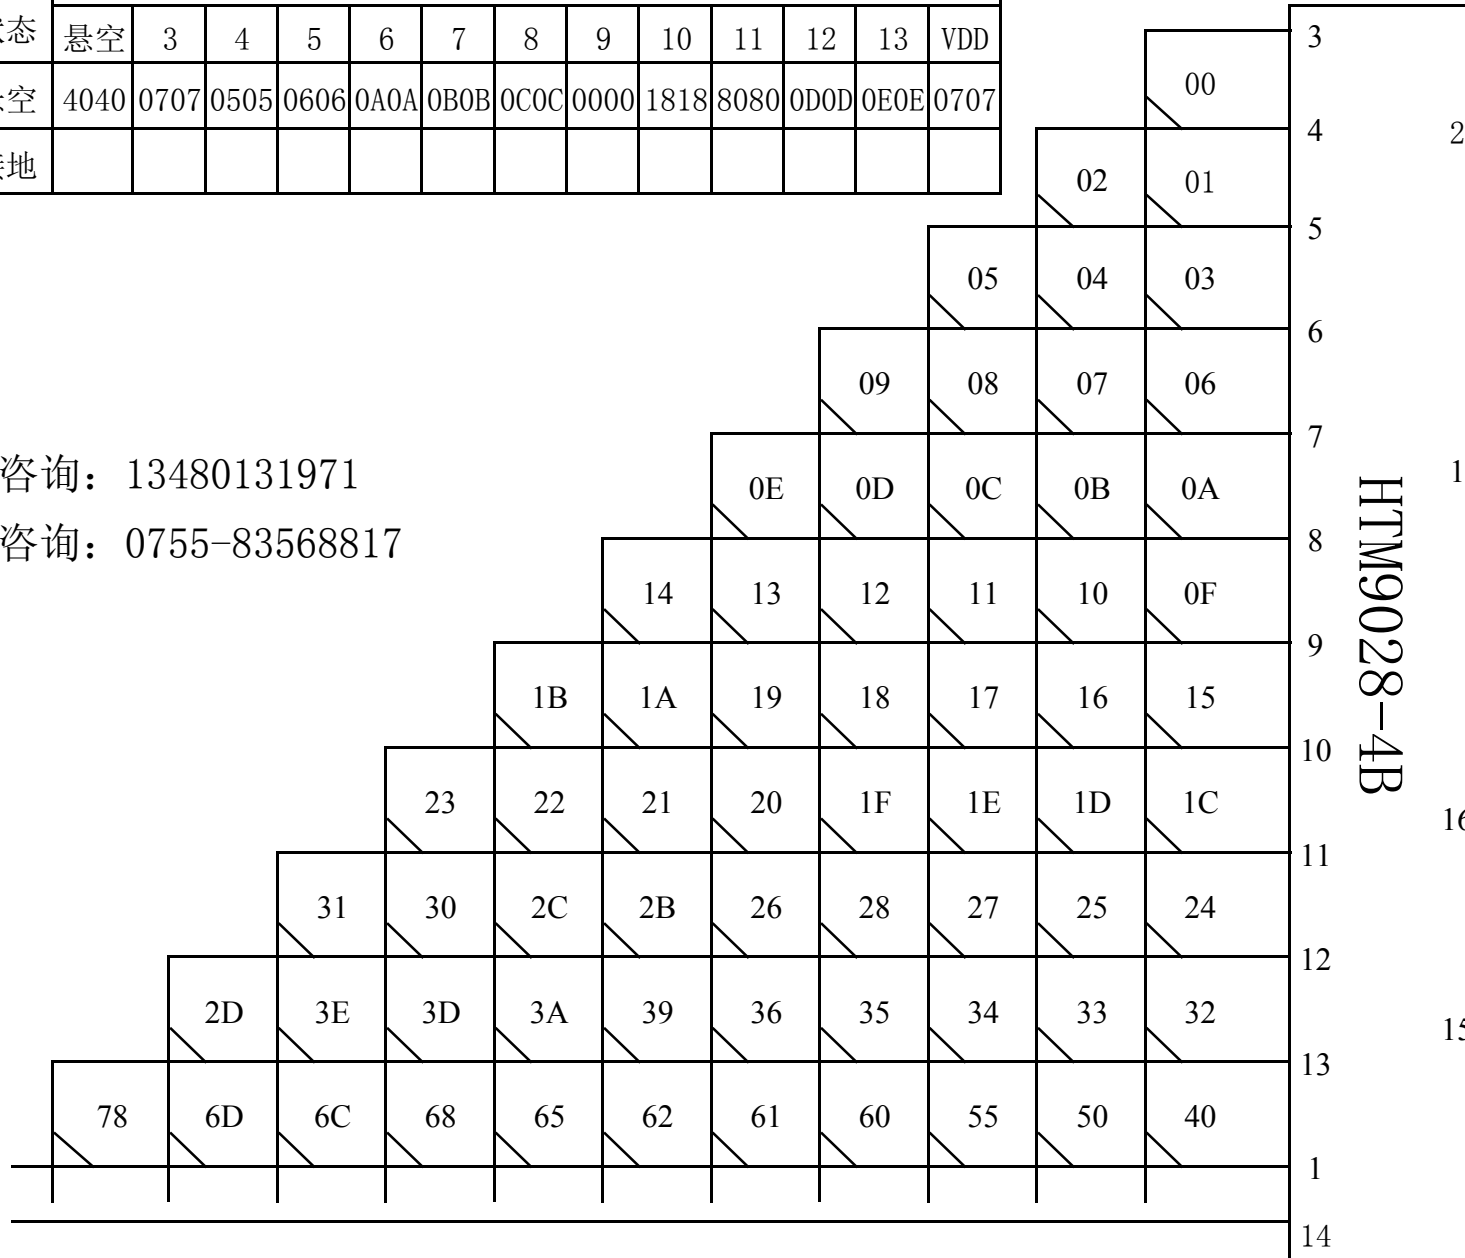 态 悬空 3 4 5 6 7 8 9 10 11 12 13 VDD
空 4040 0707 0505 0606 0A0A 0B0B 0C0C 0000 1818 8080 0D0D 0E0E 0707
地
3
00
4
02 01
5
05 04 03
6
09 08 07 06
7
咨询：13480131971
0E 0D 0C 0B 0A
咨询：0755-83568817
8
14 13 12 11 10 0F
9
1B 1A 19 18 17 16 15
10
23 22 21 20 1F 1E 1D 1C
11
31 30 2C 2B 26 28 27 25 24
12
2D 3E 3D 3A 39 36 35 34 33 32
13
78 6D 6C 68 65 62 61 60 55 50 40
1
14
HTM9028-4B
2
1
16
15